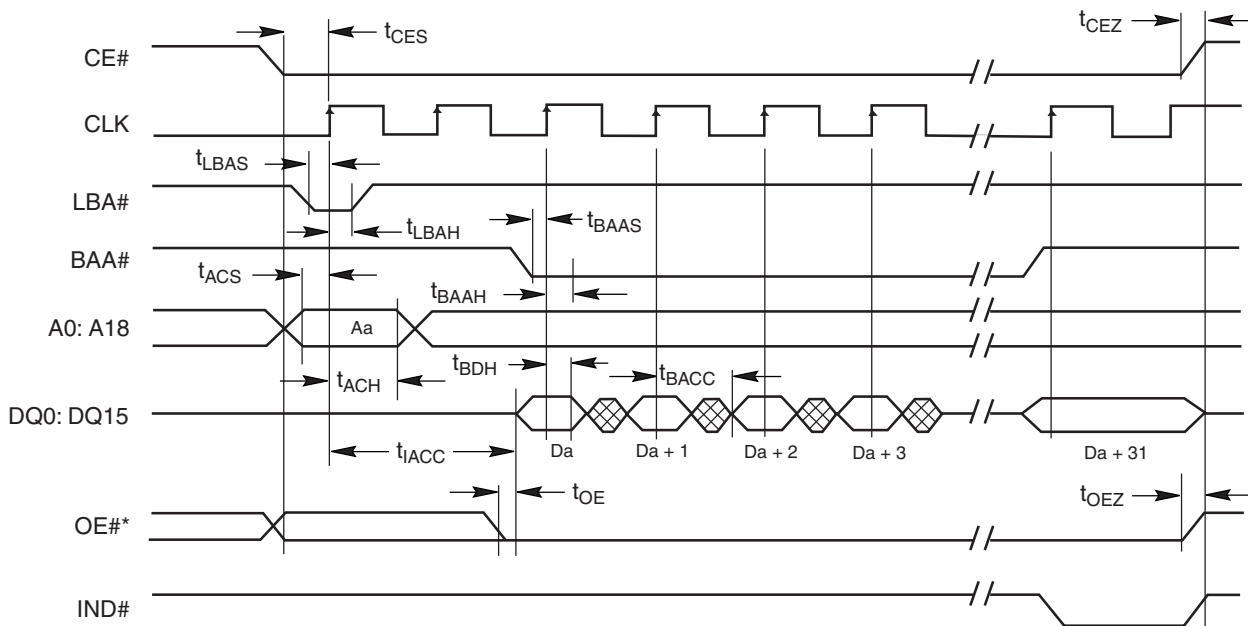 tCES
tCEZ
CE#
CLK
tLBAS
LBA#
tLBAH
tBAAS
BAA#
tACS
tBAAH
A0: A18
Aa
tBDH
tBACC
tACH
DQ0: DQ15
Da
Da + 1
Da + 2
Da + 3
Da + 31
tIACC
tOE
tOEZ
OE#*
IND#